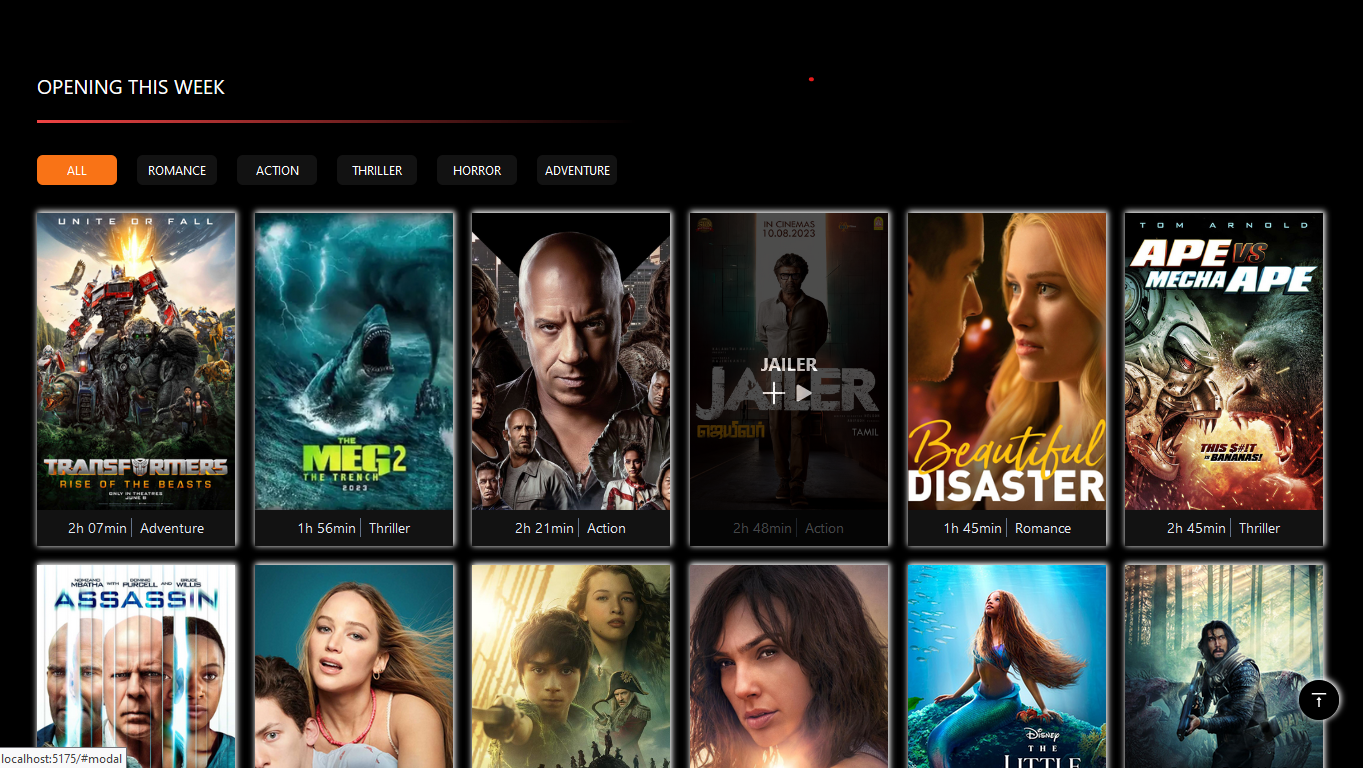 OPENING THIS WEEK
ALL
ROMANCE
ACTION
THRILLER
HORROR
ADVENTURE
UNITE OR FALL
TRANSFORMERS
RISE OF THE BEASTS
ONLY IN THEATRES
JUNE 8
2h 07min
Adventure
THE
MEG 2
THE TRENCH
2023
1h 56min
Thriller
2h 21min
Action
IN CINEMAS
10.08.2023
JAILER
JAILER
ஜெயிலர்
TAMIL
2h 48min
Action
Beautiful
DISASTER
1h 45min
Romance
TOM ARNOLD
APE VS
MECHA APE
THIS $#!T
IS BANANAS!
2h 45min
Thriller
NOMZAMO MBATHA WITH DOMINIC PURCELL AND BRUCE WILLIS
ASSASSIN
Disney
THE
LITTLE
localhost:5175/#modal